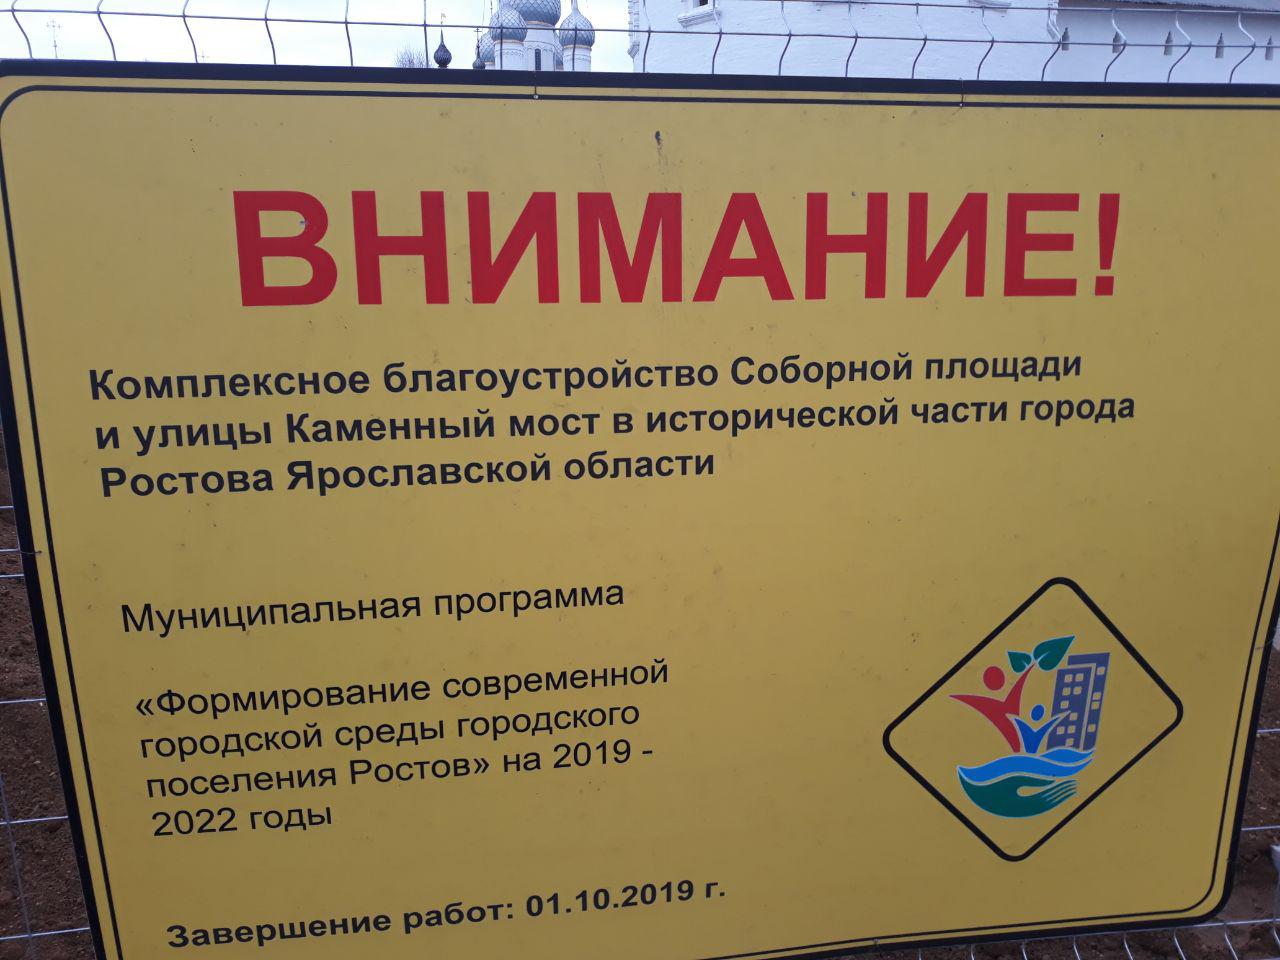 ВНИМАНИЕ!
Комплексное благоустройство Соборной площади
и улицы Каменный мост в исторической части города
Ростова Ярославской области
Муниципальная программа
«Формирование современной
городской среды городского
поселения Ростов» на 2019 -
2022 годы
Завершение работ: 01.10.2019 г.